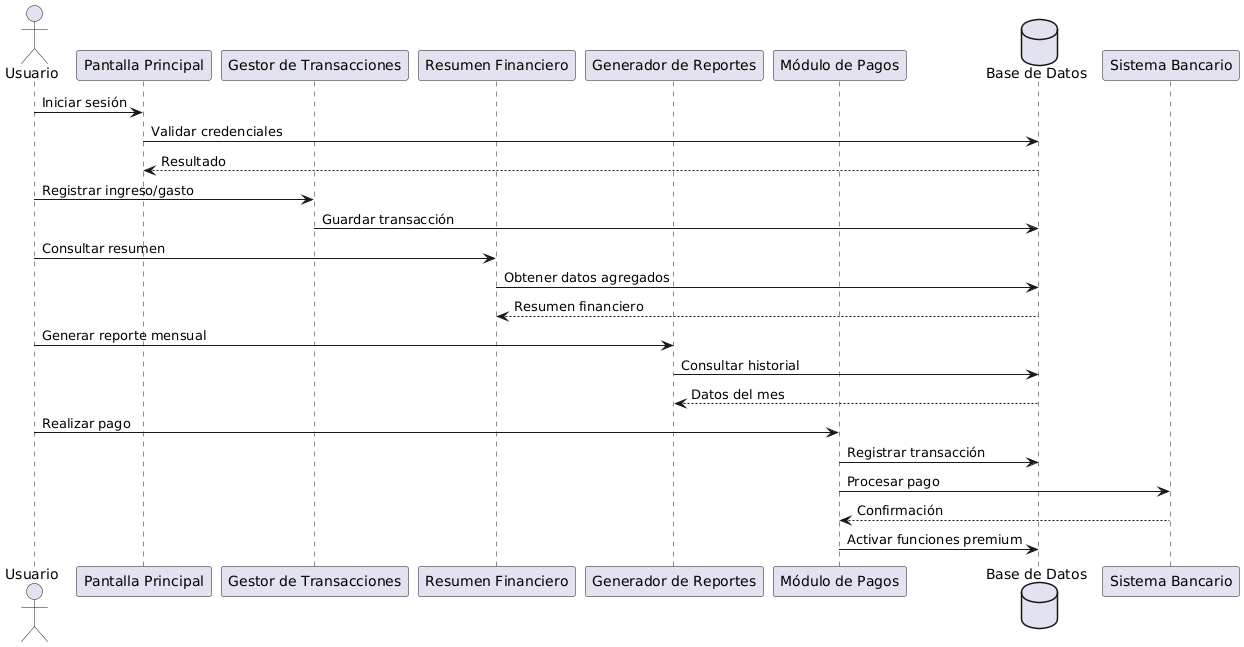 Usuario
Pantalla Principal
Gestor de Transacciones
Resumen Financiero
Generador de Reportes
Módulo de Pagos
Base de Datos
Sistema Bancario
Iniciar sesión
Validar credenciales
Resultado
Registrar ingreso/gasto
Guardar transacción
Consultar resumen
Obtener datos agregados
Resumen financiero
Generar reporte mensual
Consultar historial
Datos del mes
Realizar pago
Registrar transacción
Procesar pago
Confirmación
Activar funciones premium
Usuario
Pantalla Principal
Gestor de Transacciones
Resumen Financiero
Generador de Reportes
Módulo de Pagos
Base de Datos
Sistema Bancario